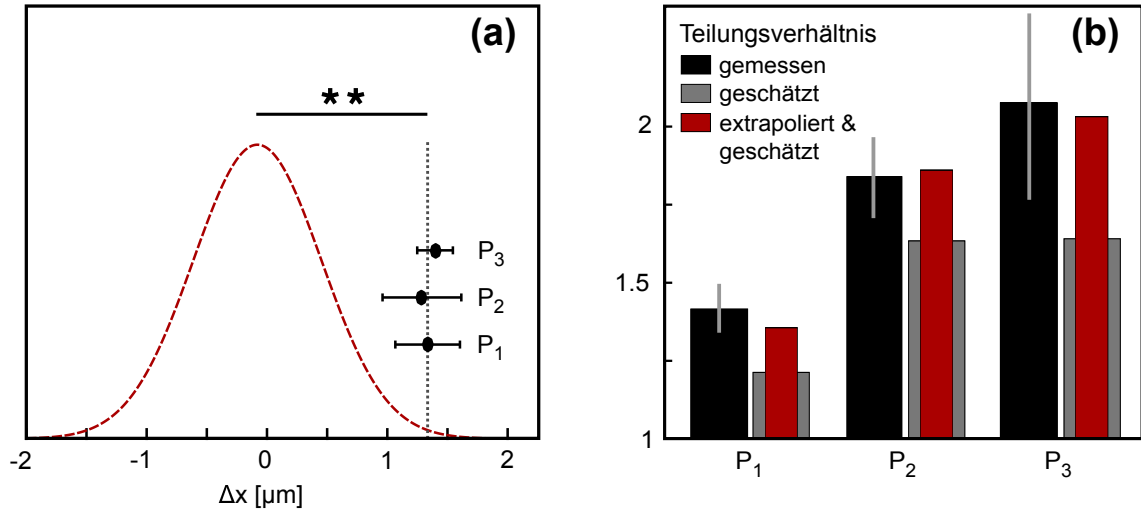 (a)
**
P3
P2
P1
-2
-1
0
1
2
Δx [µm]
(b)
Teilungsverhältnis
gemessen
geschätzt
extrapoliert &
geschätzt
2
1.5
1
P1
P2
P3